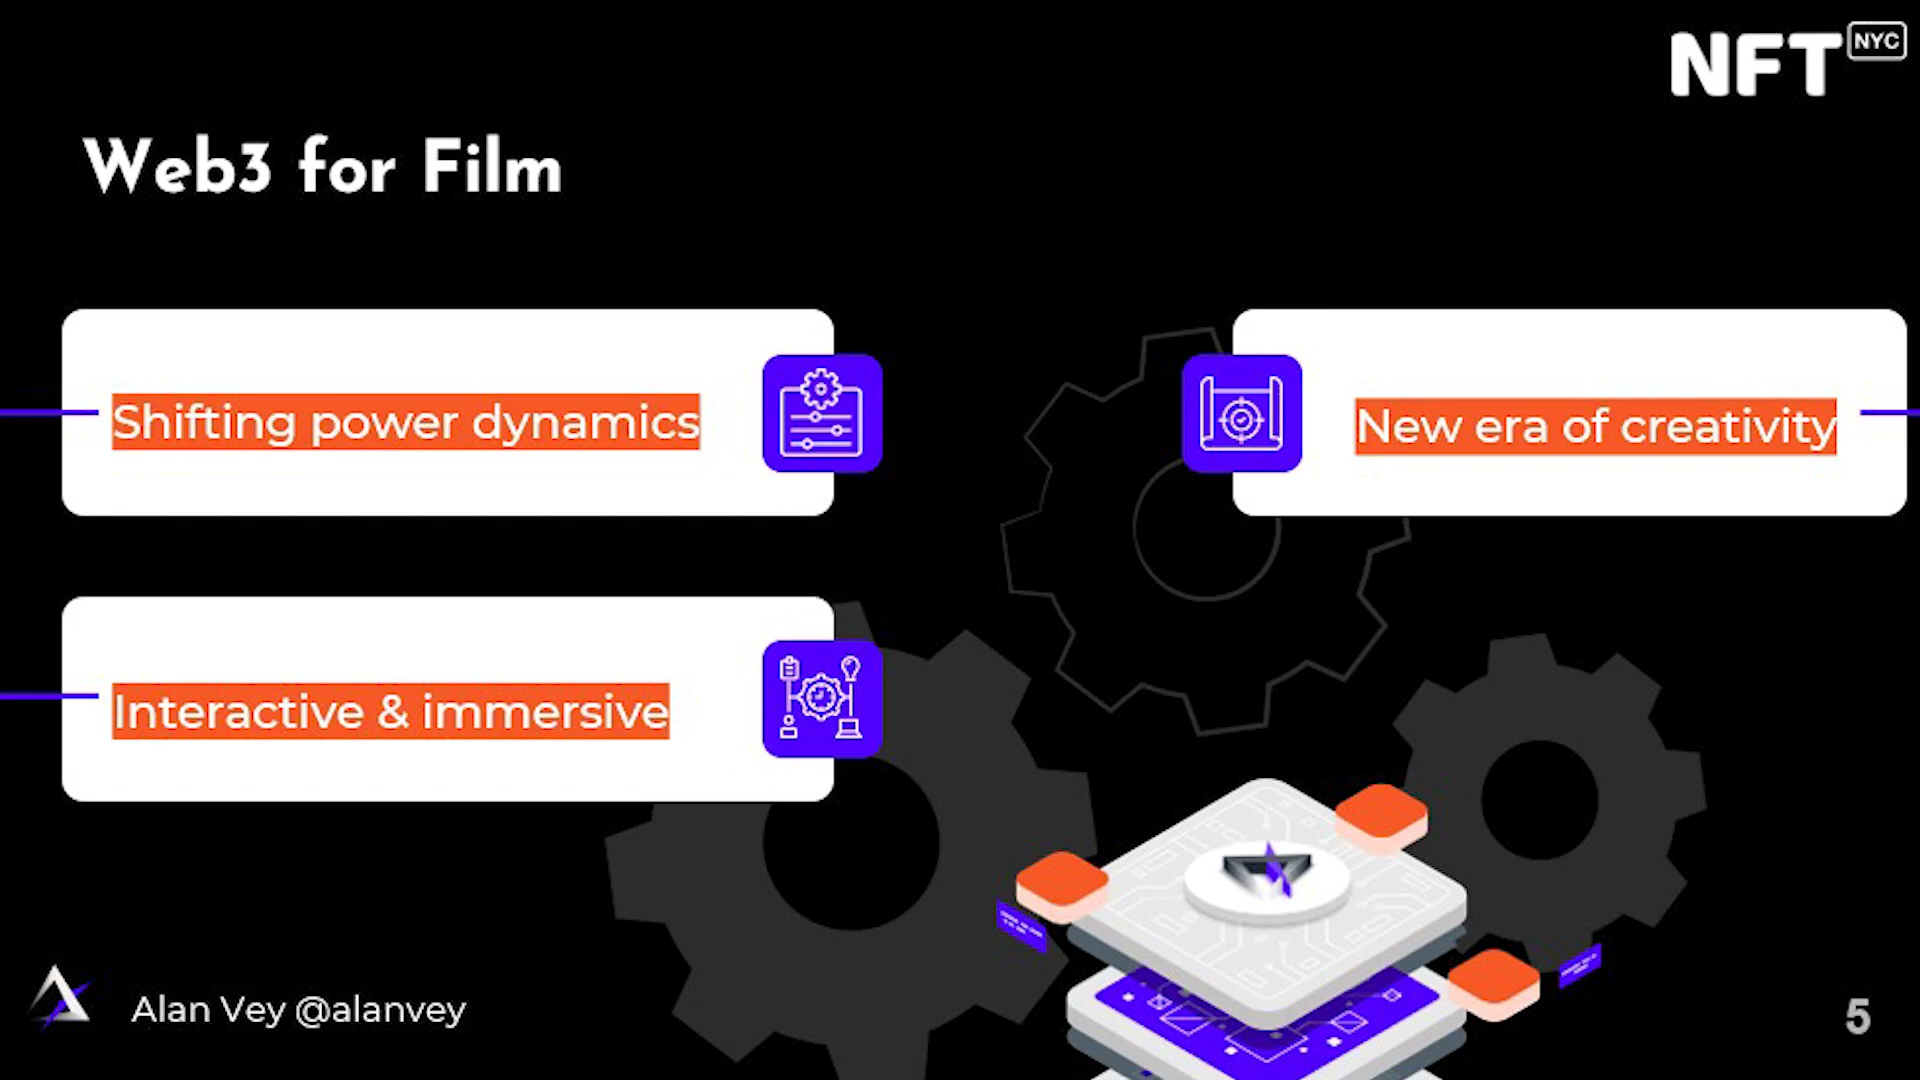 NFT NYC
Web3 for Film
Shifting power dynamics
New era of creativity
Interactive & immersive
Alan Vey @alanvey
5